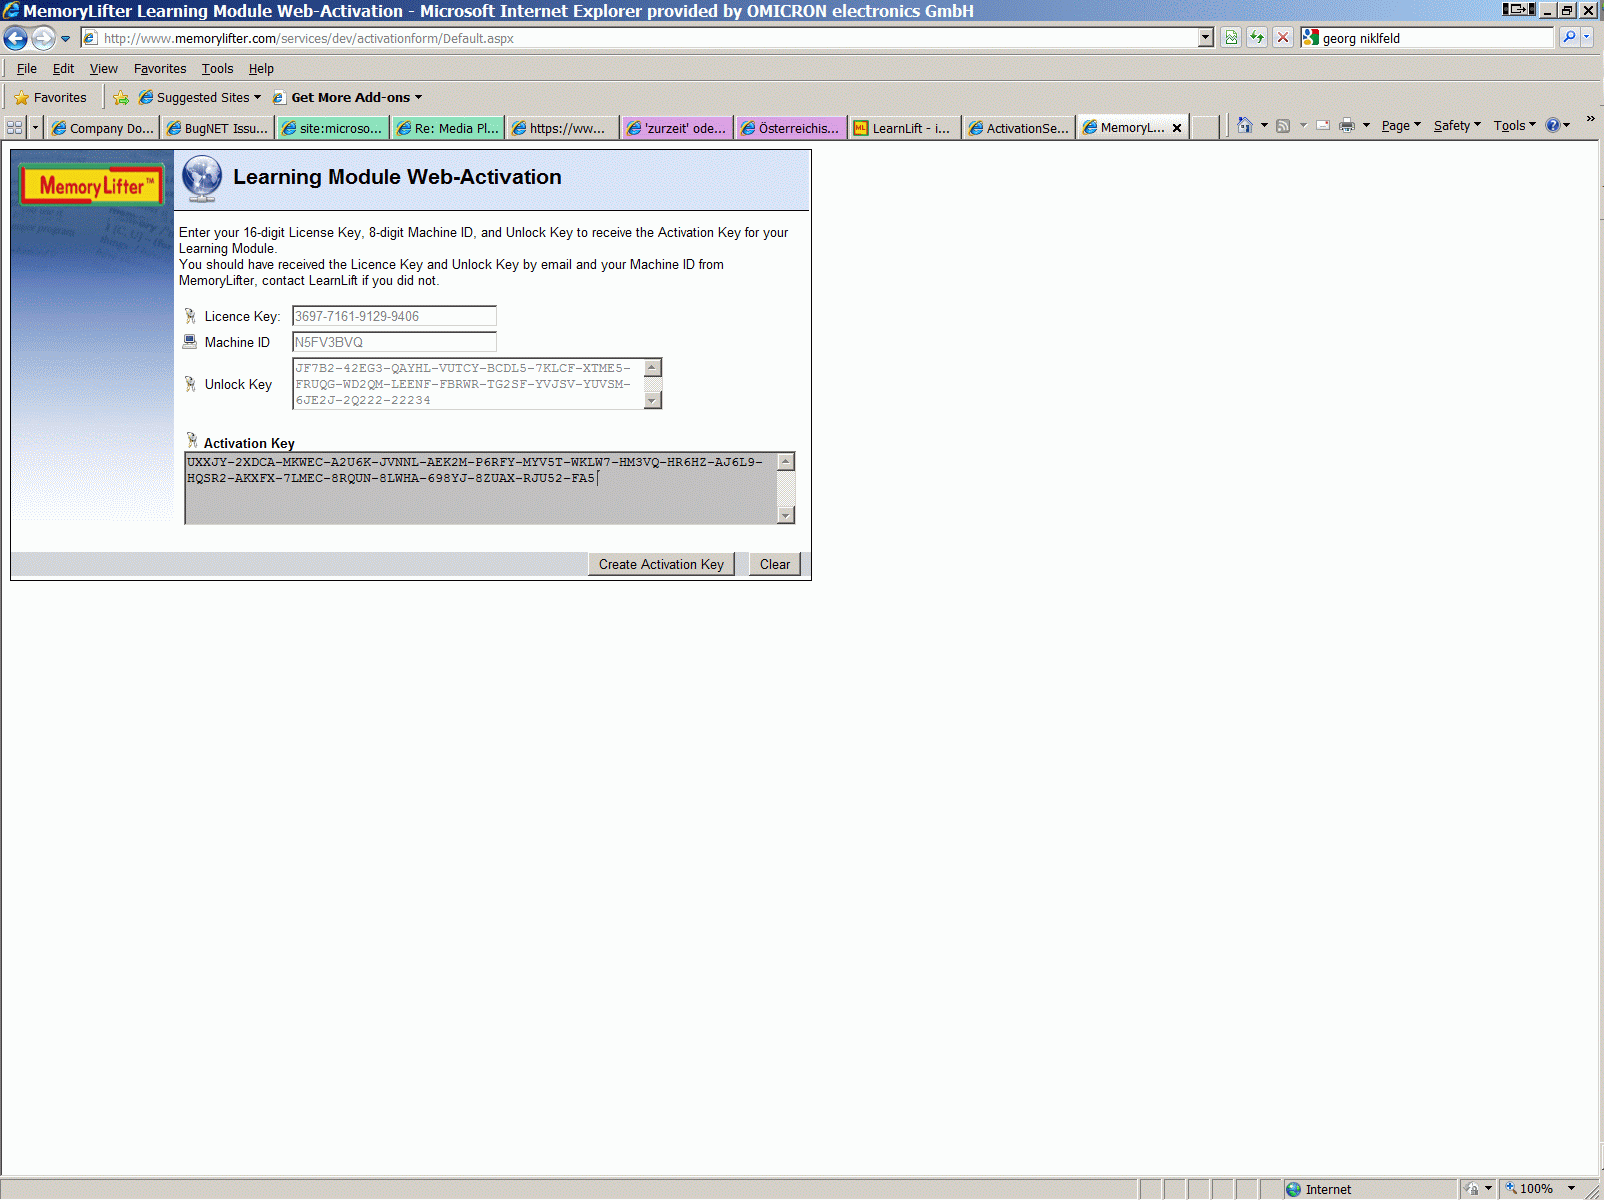 MemoryLifter Learning Module Web-Activation - Microsoft Internet Explorer provided by OMICRON electronics GmbH
http://www.memorylifter.com/services/dev/activationform/Default.aspx
georg niklfeld
File Edit View Favorites Tools Help
Favorites Suggested Sites Get More Add-ons
Company Do... BugNET Issu... site:microso... Re: Media Pl... https://ww... 'zurzeit' ode... Österreichis... LearnLift - i... ActivationSe... MemoryL... Page Safety Tools
MemoryLifter™
Learning Module Web-Activation
Enter your 16-digit License Key, 8-digit Machine ID, and Unlock Key to receive the Activation Key for your
Learning Module.
You should have received the Licence Key and Unlock Key by email and your Machine ID from
MemoryLifter, contact LearnLift if you did not.
Licence Key: 3697-7161-9129-9406
Machine ID N5FV3BVQ
Unlock Key
JF7B2-42EG3-QAYHL-VUTCY-BCDL5-7KLCF-XTME5-
FRUQG-WD2QM-LEENF-FBRWR-TG2SF-YVJSV-YUVSM-
6JE2J-2Q222-22234
Activation Key
UXXJY-2XDCA-MKWEC-A2U6K-JVNNL-AEK2M-P6RFY-MYV5T-WKLW7-HM3VQ-HR6HZ-AJ6L9-
HQSR2-AKXFX-7LMEC-8RQUN-8LWHA-698YJ-8ZUAX-RJU52-FA5
Create Activation Key Clear
Internet 100%